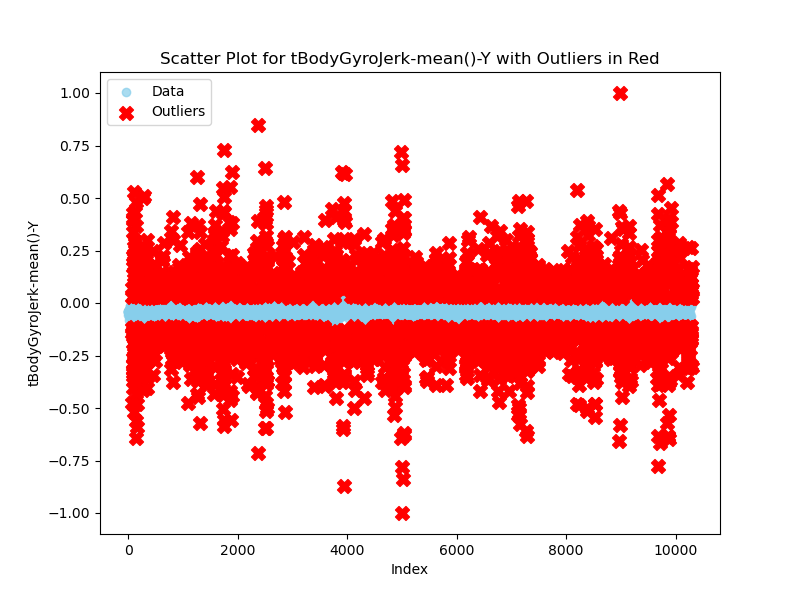 Scatter Plot for tBodyGyroJerk-mean()-Y with Outliers in Red
Data
Outliers
1.00
0.75
0.50
0.25
0.00
−0.25
−0.50
−0.75
−1.00
tBodyGyroJerk-mean()-Y
0 2000 4000 6000 8000 10000
Index